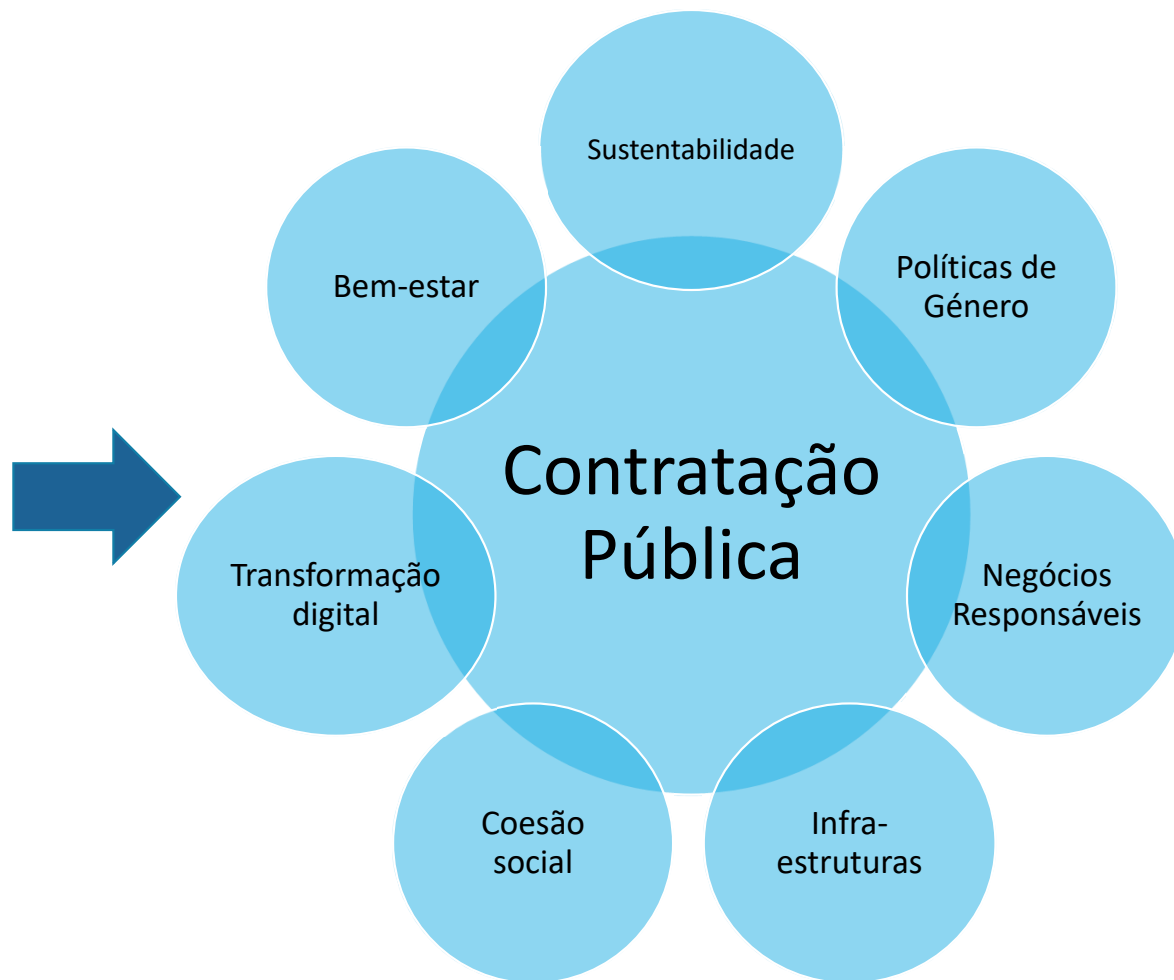 Sustentabilidade
Políticas de
Género
Negócios
Responsáveis
Infra-
estruturas
Coesão
social
Transformação
digital
Bem-estar
Contratação
Pública